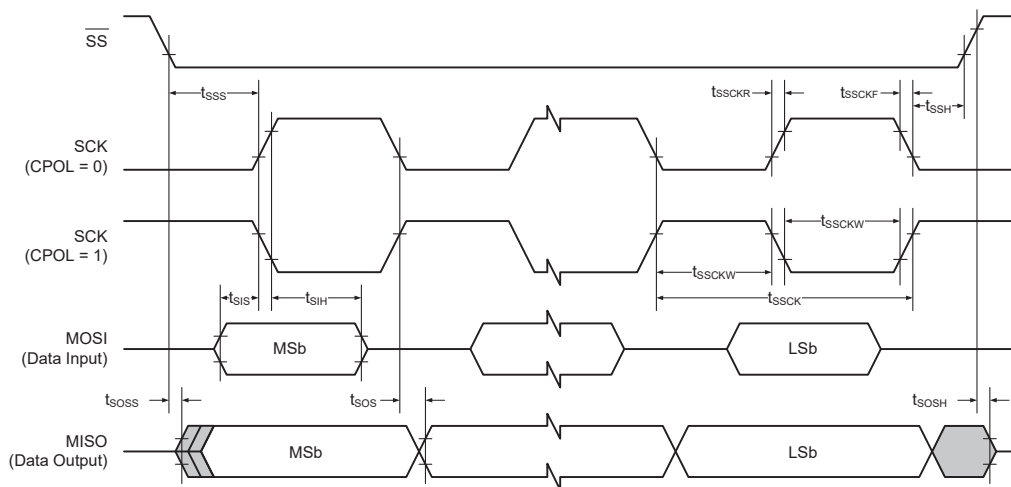 SS
tSSS
tSSCKR
tSSCKF
tSSH
SCK
(CPOL = 0)
SCK
(CPOL = 1)
tSSCKW
tSSCKW
tSSCK
tSIS
tSIH
MOSI
(Data Input)
MSb
LSb
tSOSS
tSOS
tSOSH
MISO
(Data Output)
MSb
LSb